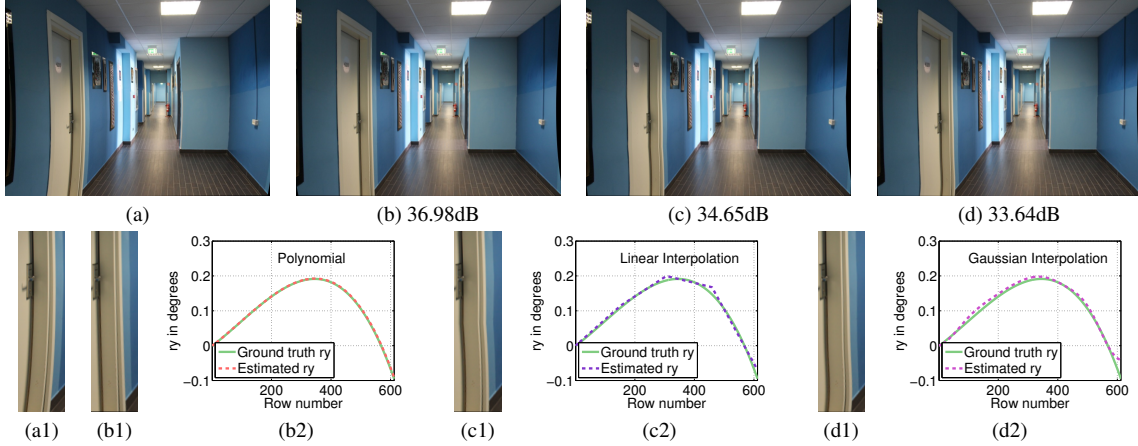 (a)
(b) 36.98dB
(c) 34.65dB
(d) 33.64dB
0.3
0.2
0.1
0
−0.1
ry in degrees
Polynomial
Ground truth ry
Estimated ry
200 400 600
Row number
0.3
0.2
0.1
0
−0.1
ry in degrees
Linear Interpolation
Ground truth ry
Estimated ry
200 400 600
Row number
0.3
0.2
0.1
0
−0.1
ry in degrees
Gaussian Interpolation
Ground truth ry
Estimated ry
200 400 600
Row number
(a1)
(b1)
(b2)
(c1)
(c2)
(d1)
(d2)